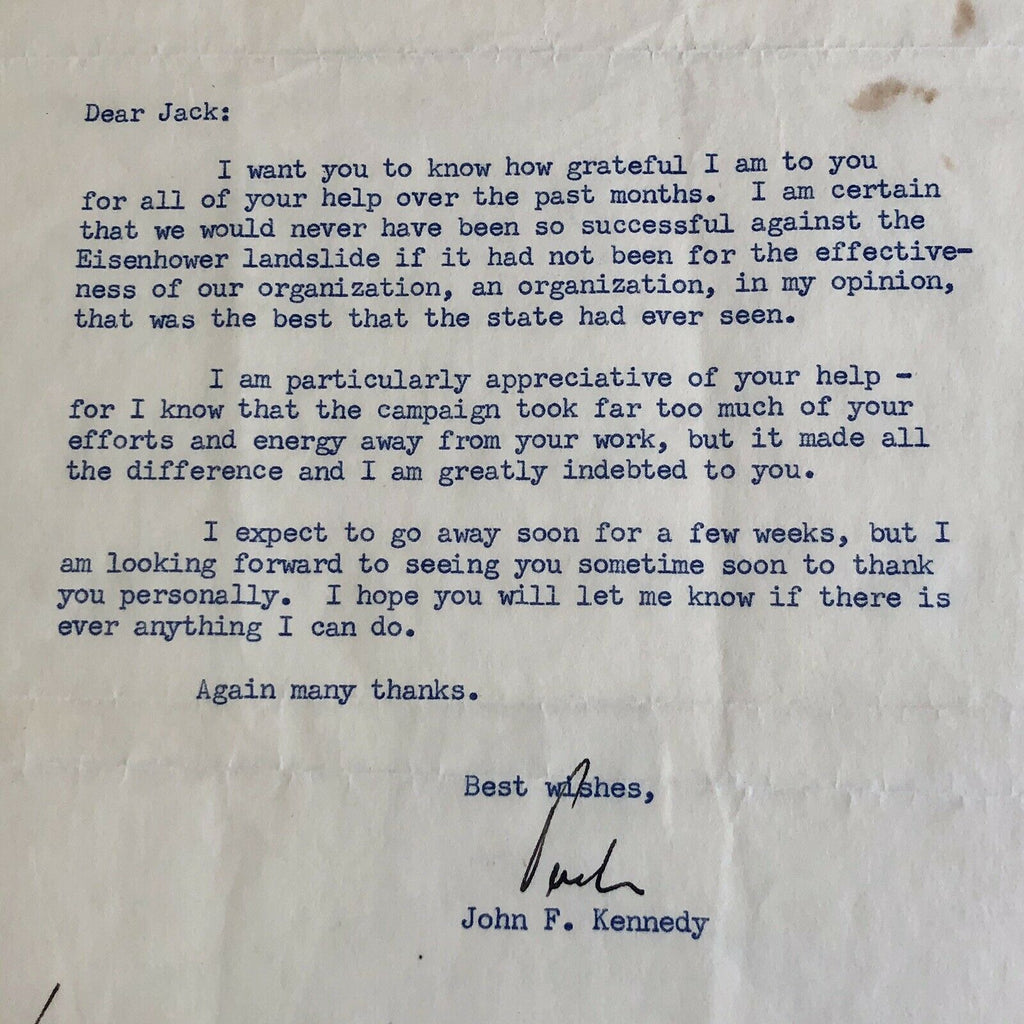 Dear Jack:
I want you to know how grateful I am to you
for all of your help over the past months.  I am certain
that we would never have been so successful against the
Eisenhower landslide if it had not been for the effective-
ness of our organization, an organization, in my opinion,
that was the best that the state had ever seen.
I am particularly appreciative of your help -
for I know that the campaign took far too much of your
efforts and energy away from your work, but it made all
the difference and I am greatly indebted to you.
I expect to go away soon for a few weeks, but I
am looking forward to seeing you sometime soon to thank
you personally.  I hope you will let me know if there is
ever anything I can do.
Again many thanks.
Best wishes,
Jack
John F. Kennedy